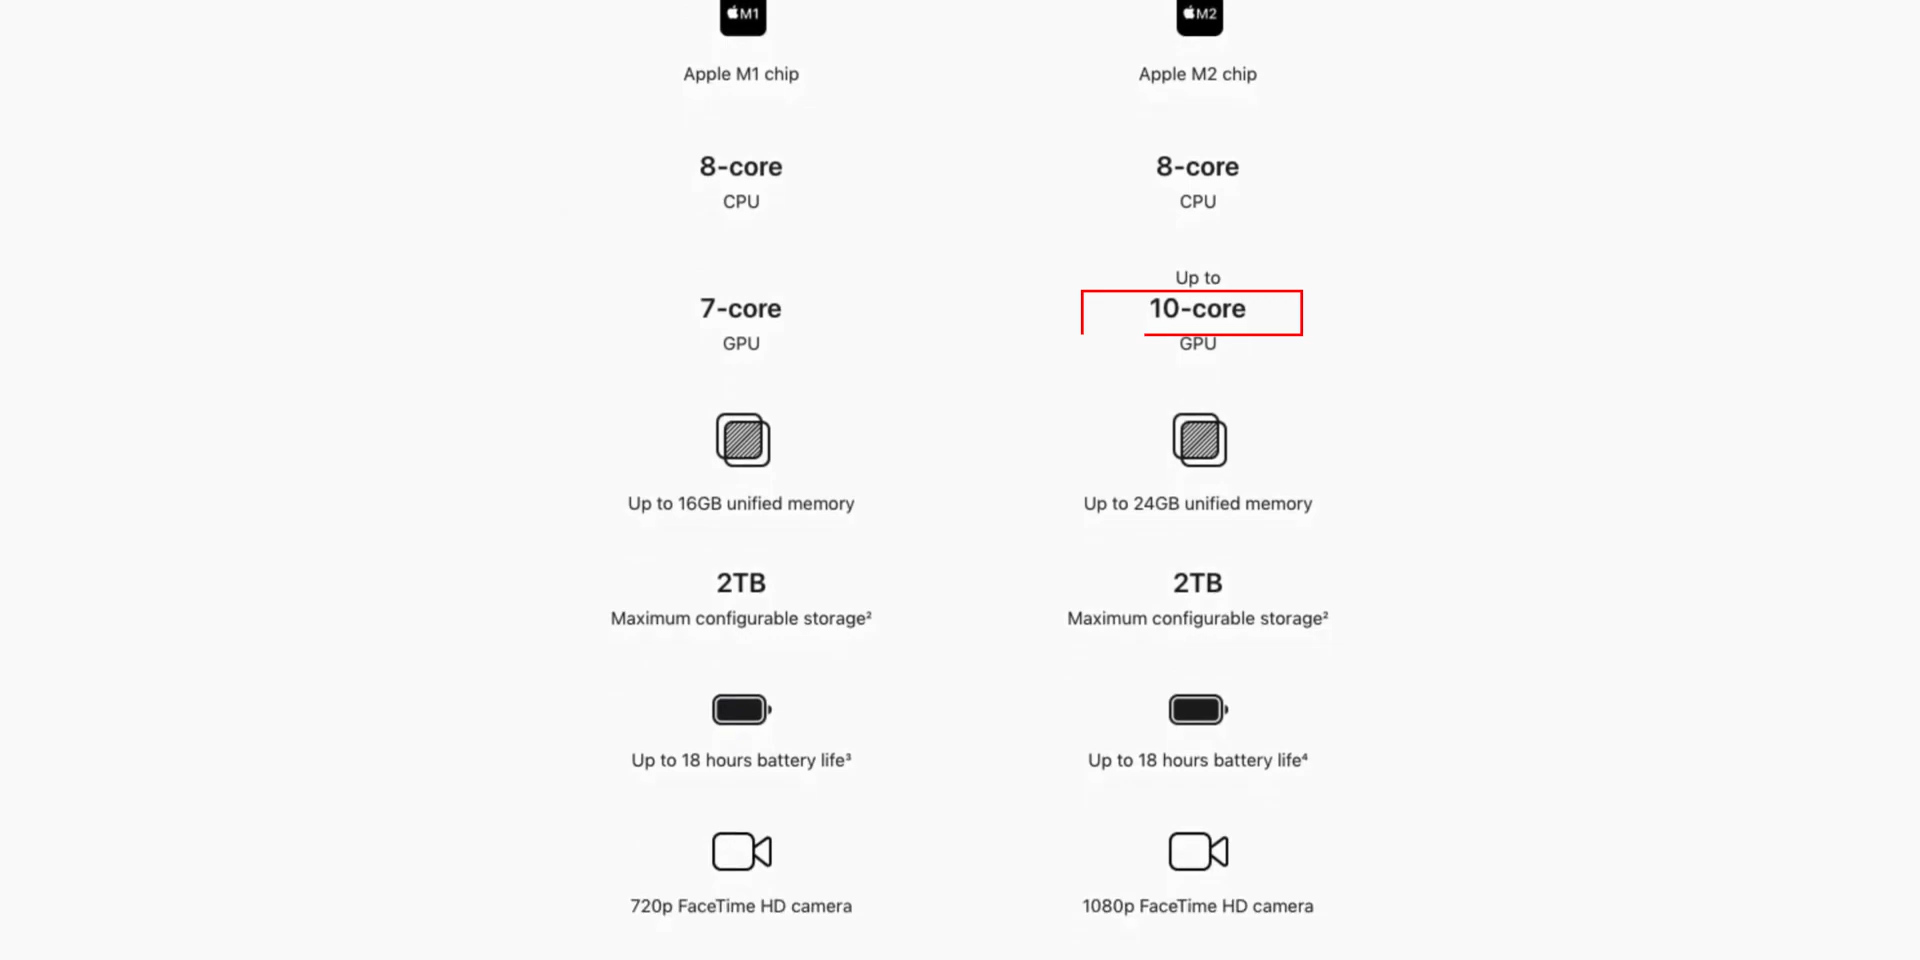 M1
M2
Apple M1 chip
Apple M2 chip
8-core
CPU
8-core
CPU
7-core
GPU
Up to
10-core
GPU
Up to 16GB unified memory
Up to 24GB unified memory
2TB
Maximum configurable storage²
2TB
Maximum configurable storage²
Up to 18 hours battery life³
Up to 18 hours battery life⁴
720p FaceTime HD camera
1080p FaceTime HD camera